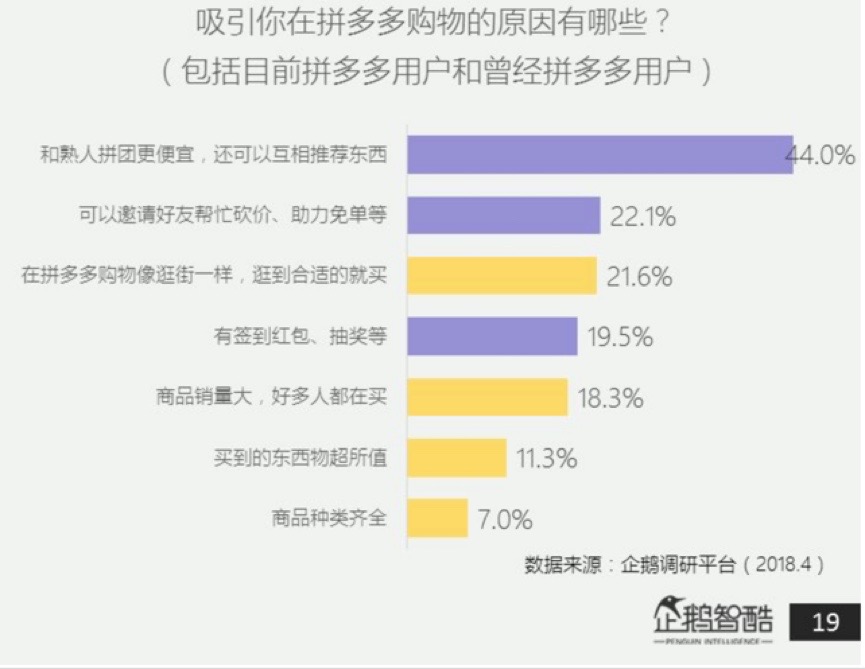 吸引你在拼多多购物的原因有哪些？
（包括目前拼多多用户和曾经拼多多用户）
和熟人拼团更便宜，还可以互相推荐东西 44.0%
可以邀请好友帮忙砍价、助力免单等 22.1%
在拼多多购物像逛街一样，逛到合适的就买 21.6%
有签到红包、抽奖等 19.5%
商品销量大，好多人都在买 18.3%
买到的东西物超所值 11.3%
商品种类齐全 7.0%
数据来源：企鹅调研平台（2018.4）
企鹅智酷
PENGUIN INTELLIGENCE
19